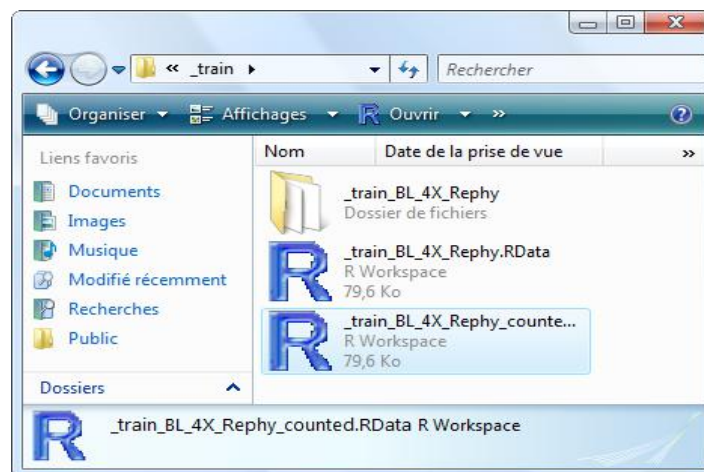 « _train
Rechercher
Organiser Affichages Ouvrir »
Liens favoris
Documents
Images
Musique
Modifié récemment
Recherches
Public
Dossiers
Nom Date de la prise de vue »
_train_BL_4X_Rephy
Dossier de fichiers
_train_BL_4X_Rephy.RData
R Workspace
79,6 Ko
_train_BL_4X_Rephy_counte...
R Workspace
79,6 Ko
_train_BL_4X_Rephy_counted.RData R Workspace